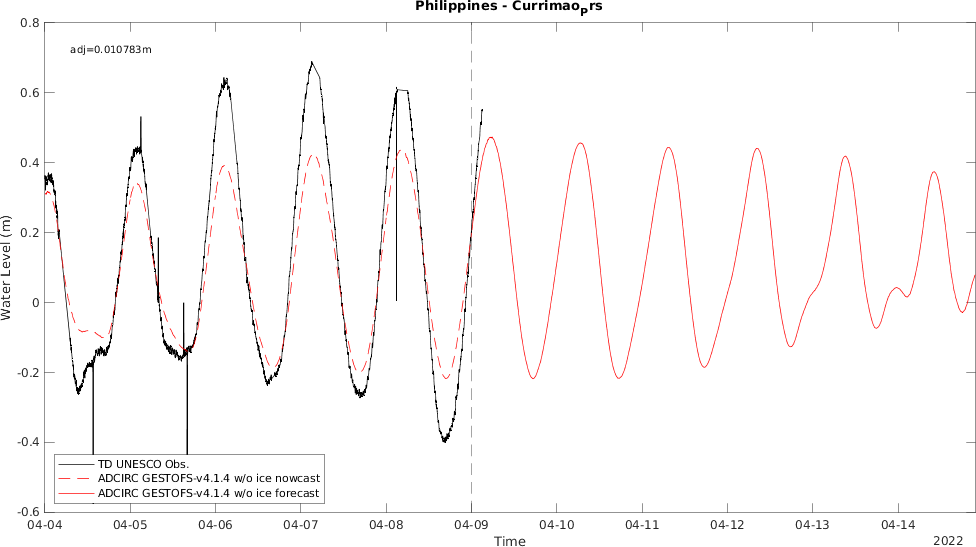 Philippines - Currimaoprs
0.8
adj=0.010783m
0.6
0.4
0.2
0
-0.2
-0.4
-0.6
Water Level (m)
TD UNESCO Obs.
ADCIRC GESTOFS-v4.1.4 w/o ice nowcast
ADCIRC GESTOFS-v4.1.4 w/o ice forecast
04-04 04-05 04-06 04-07 04-08 04-09 04-10 04-11 04-12 04-13 04-14
Time
2022